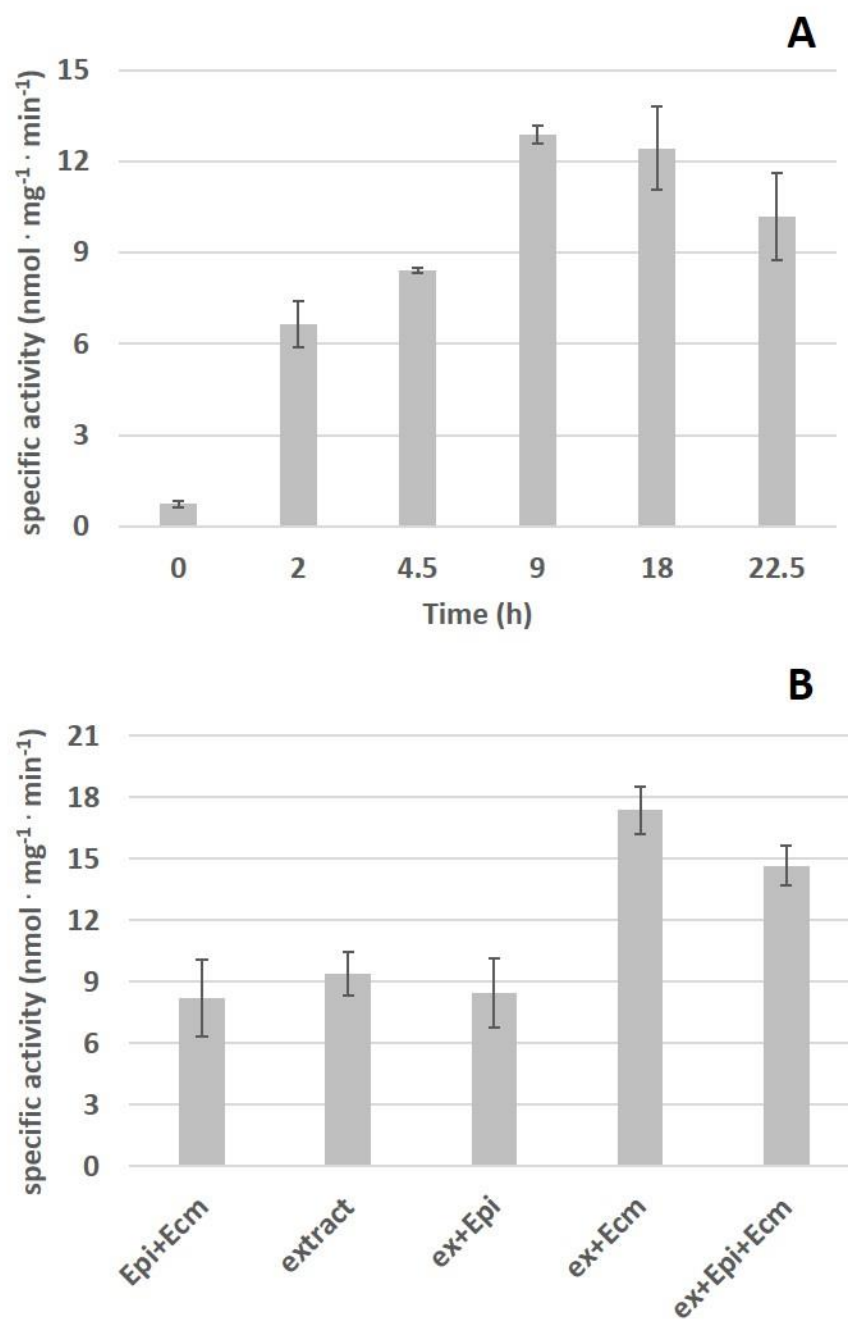 A
specific activity (nmol · mg⁻¹ · min⁻¹)
15
12
9
6
3
0
0 2 4.5 9 18 22.5
Time (h)
B
specific activity (nmol · mg⁻¹ · min⁻¹)
21
18
15
12
9
6
3
0
Epi+Ecm extract ex+Epi ex+Ecm ex+Epi+Ecm